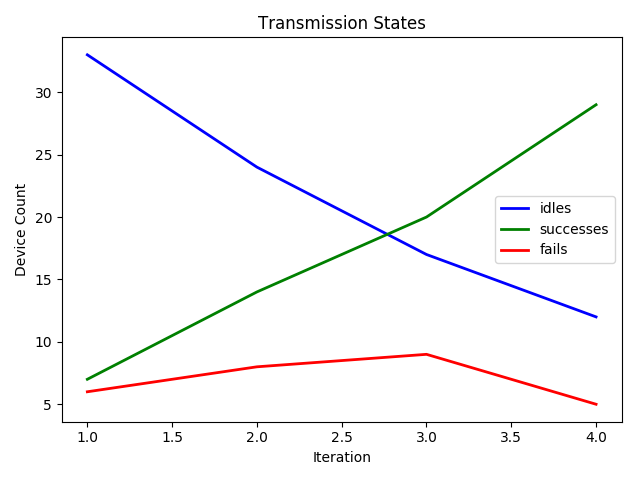 Transmission States
Device Count
30
25
20
15
10
5
idles
successes
fails
1.0 1.5 2.0 2.5 3.0 3.5 4.0
Iteration